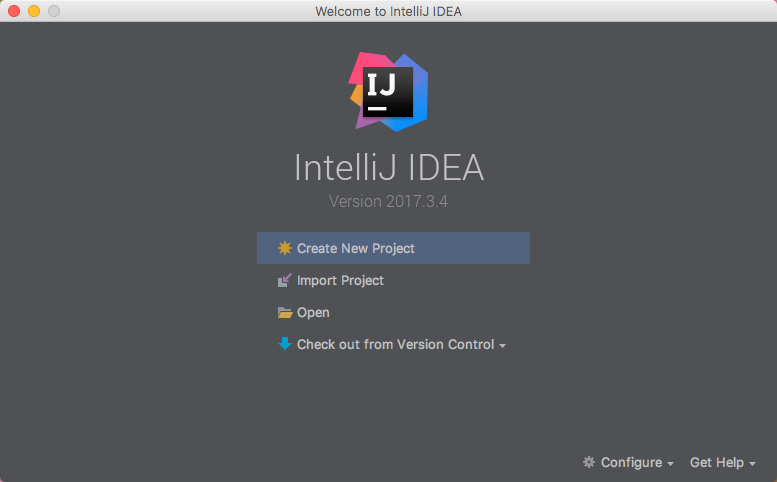 Welcome to IntelliJ IDEA
IJ
IntelliJ IDEA
Version 2017.3.4
Create New Project
Import Project
Open
Check out from Version Control
Configure
Get Help